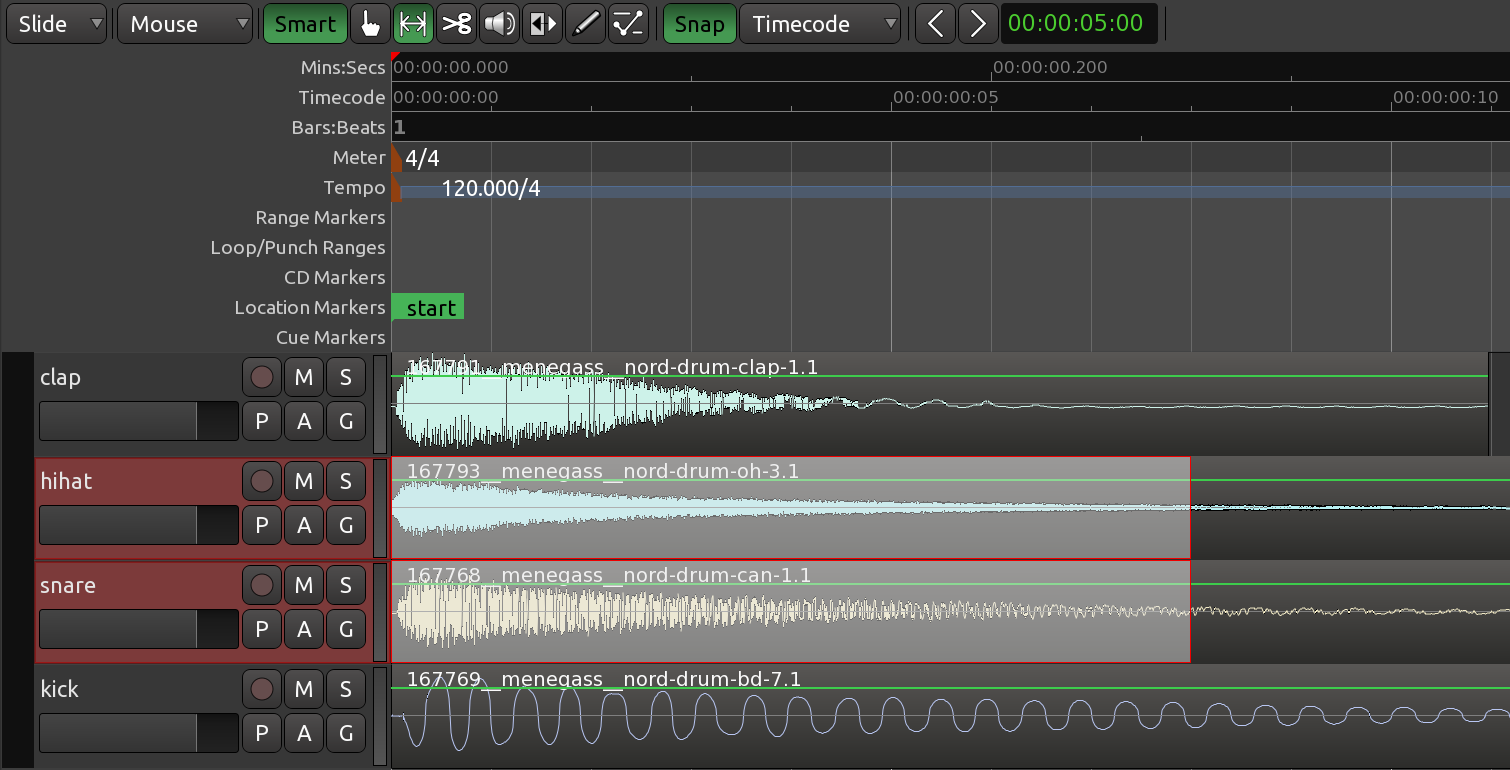 Slide Mouse Smart Snap Timecode 00:00:05:00
Mins:Secs 00:00:00.000 00:00:00.200
Timecode 00:00:00:00 00:00:00:05 00:00:00:10
Bars:Beats 1
Meter 4/4
Tempo 120.000/4
Range Markers
Loop/Punch Ranges
CD Markers
Location Markers start
Cue Markers
clap M S 167791__menegass__nord-drum-clap-1.1
P A G
hihat M S 167793__menegass__nord-drum-oh-3.1
P A G
snare M S 167768__menegass__nord-drum-can-1.1
P A G
kick M S 167769__menegass__nord-drum-bd-7.1
P A G